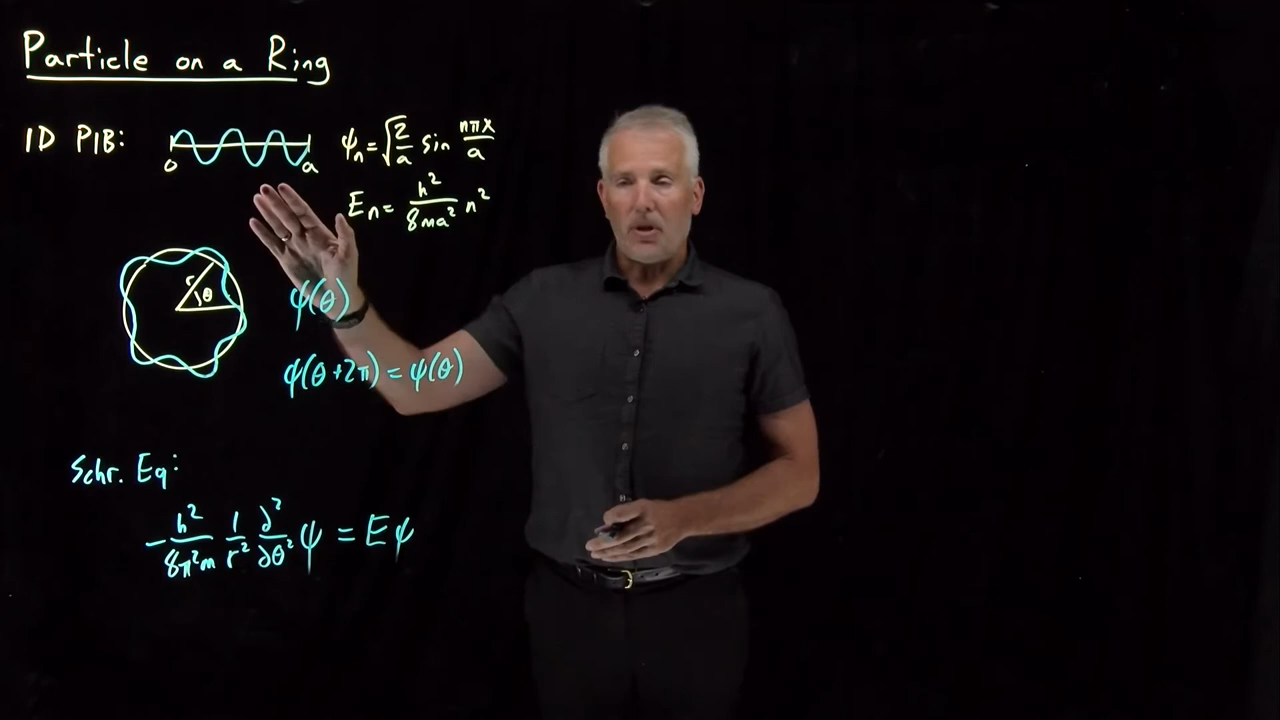 Particle on a Ring
1D PIB: 0 a ψₙ = √(2/a) sin nπx/a
Eₙ = h²/8ma² n²
r θ ψ(θ)
ψ(θ+2π) = ψ(θ)
Schr. Eq:
-h²/8π²m 1/r² ∂²/∂θ² ψ = Eψ